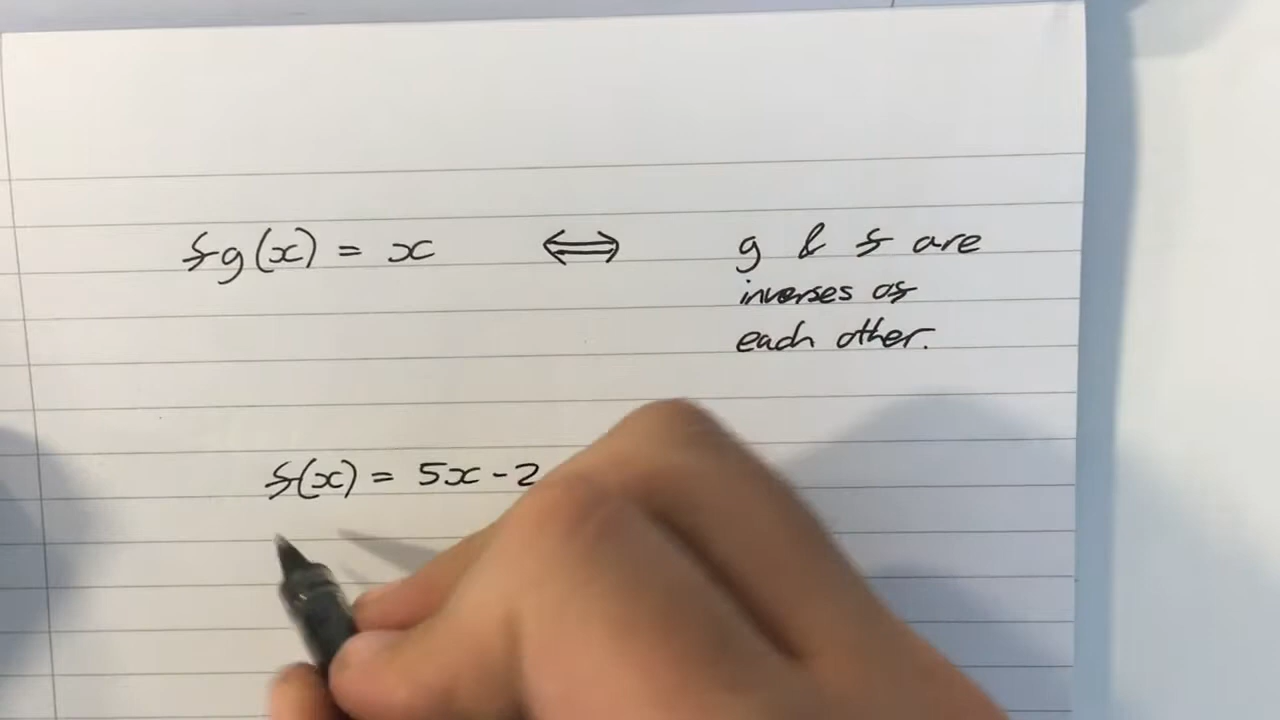 fg(x) = x ⟺ g & f are
inverses of
each other.
f(x) = 5x - 2